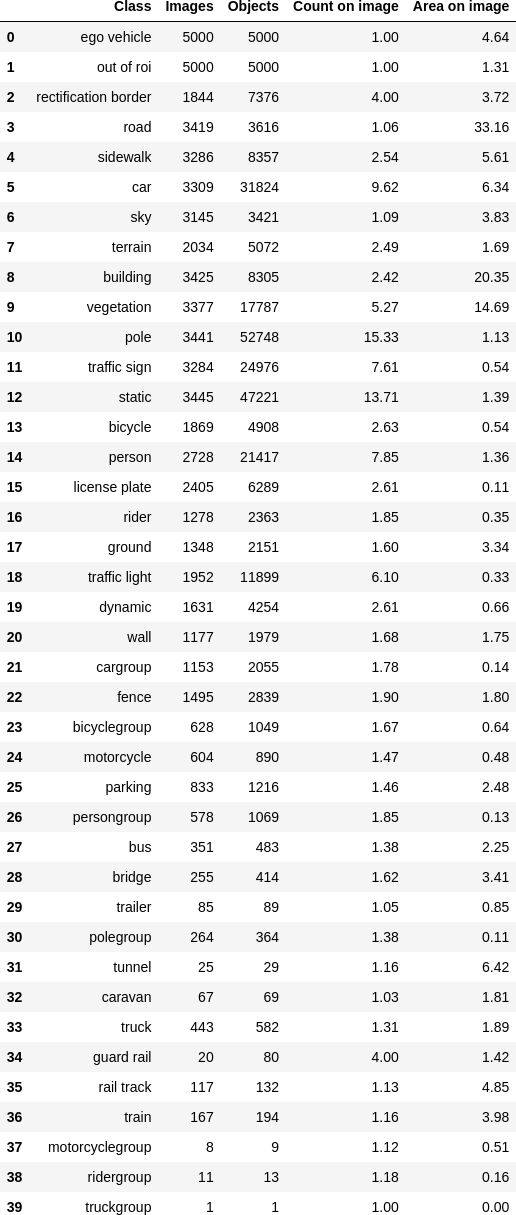 Class Images Objects Count on image Area on image
0 ego vehicle 5000 5000 1.00 4.64
1 out of roi 5000 5000 1.00 1.31
2 rectification border 1844 7376 4.00 3.72
3 road 3419 3616 1.06 33.16
4 sidewalk 3286 8357 2.54 5.61
5 car 3309 31824 9.62 6.34
6 sky 3145 3421 1.09 3.83
7 terrain 2034 5072 2.49 1.69
8 building 3425 8305 2.42 20.35
9 vegetation 3377 17787 5.27 14.69
10 pole 3441 52748 15.33 1.13
11 traffic sign 3284 24976 7.61 0.54
12 static 3445 47221 13.71 1.39
13 bicycle 1869 4908 2.63 0.54
14 person 2728 21417 7.85 1.36
15 license plate 2405 6289 2.61 0.11
16 rider 1278 2363 1.85 0.35
17 ground 1348 2151 1.60 3.34
18 traffic light 1952 11899 6.10 0.33
19 dynamic 1631 4254 2.61 0.66
20 wall 1177 1979 1.68 1.75
21 cargroup 1153 2055 1.78 0.14
22 fence 1495 2839 1.90 1.80
23 bicyclegroup 628 1049 1.67 0.64
24 motorcycle 604 890 1.47 0.48
25 parking 833 1216 1.46 2.48
26 persongroup 578 1069 1.85 0.13
27 bus 351 483 1.38 2.25
28 bridge 255 414 1.62 3.41
29 trailer 85 89 1.05 0.85
30 polegroup 264 364 1.38 0.11
31 tunnel 25 29 1.16 6.42
32 caravan 67 69 1.03 1.81
33 truck 443 582 1.31 1.89
34 guard rail 20 80 4.00 1.42
35 rail track 117 132 1.13 4.85
36 train 167 194 1.16 3.98
37 motorcyclegroup 8 9 1.12 0.51
38 ridergroup 11 13 1.18 0.16
39 truckgroup 1 1 1.00 0.00